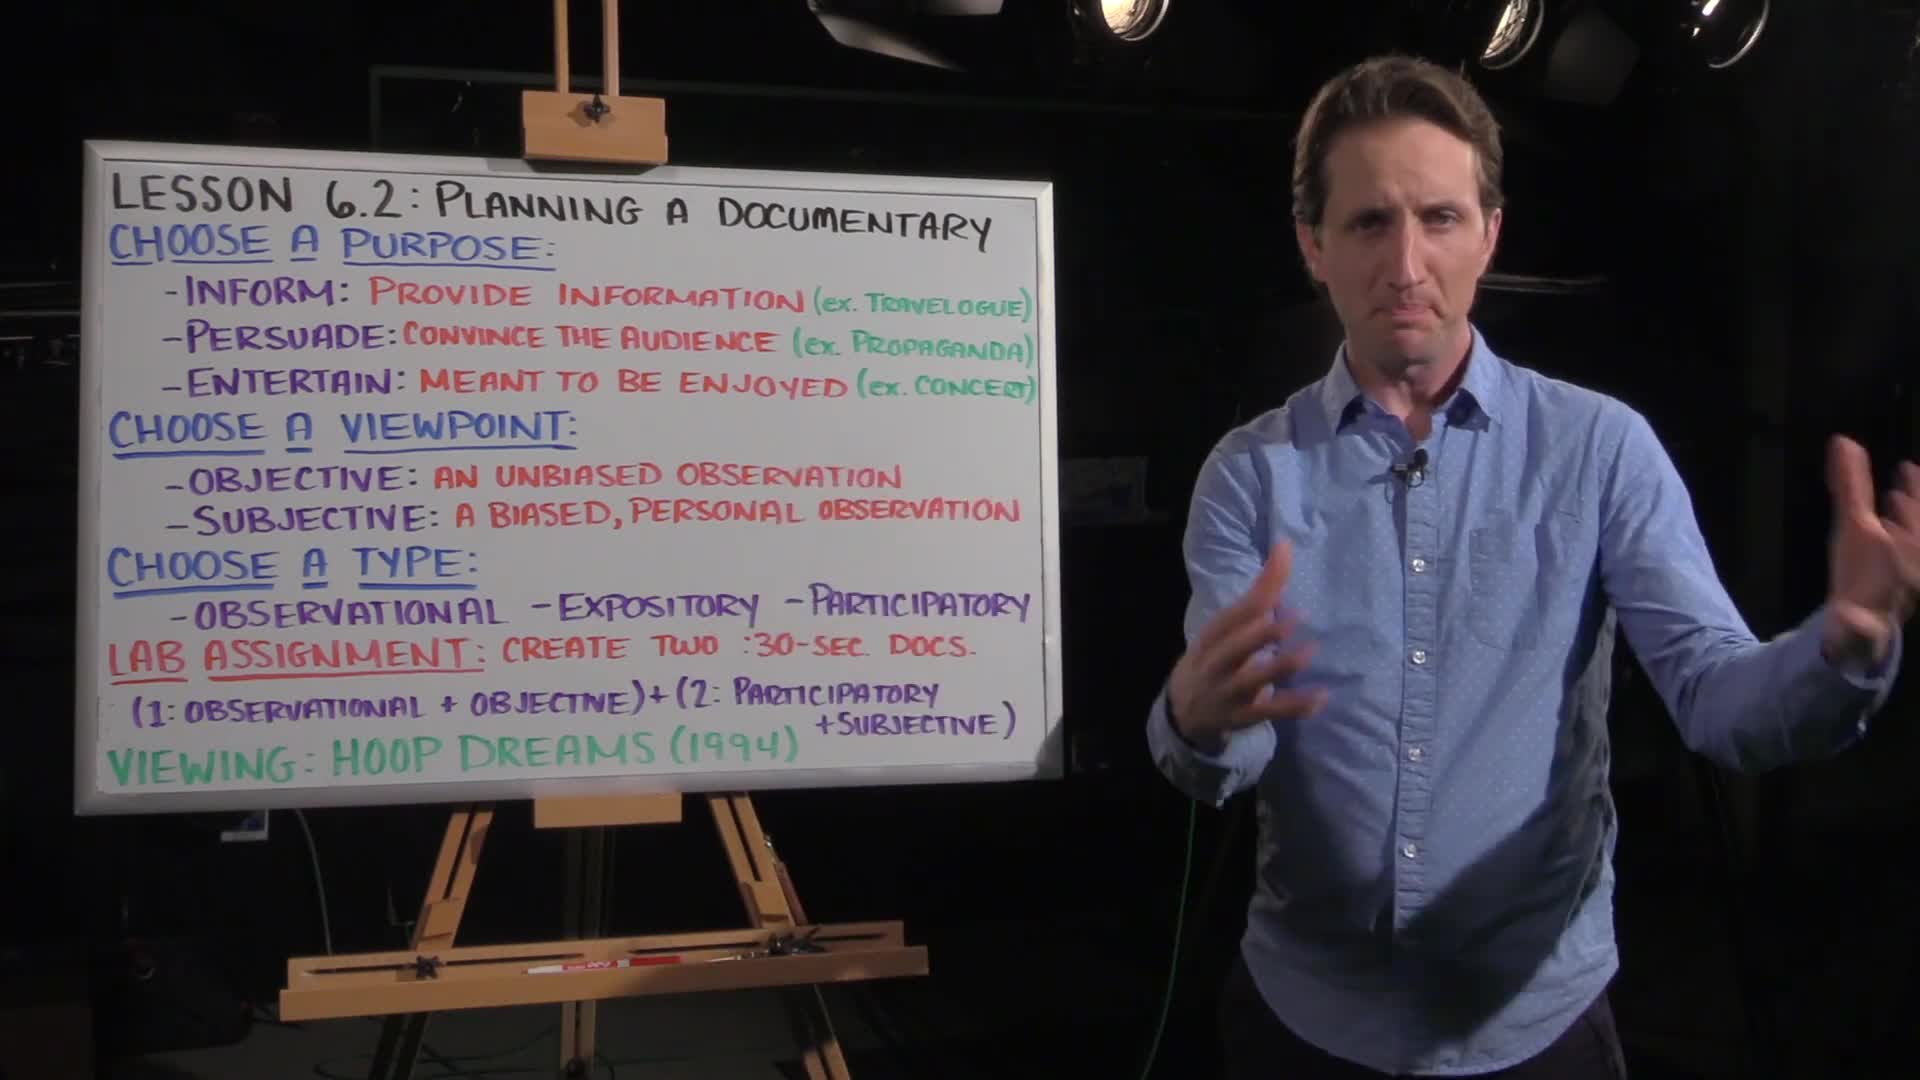 LESSON 6.2: PLANNING A DOCUMENTARY
CHOOSE A PURPOSE:
-INFORM: PROVIDE INFORMATION (ex. TRAVELOGUE)
-PERSUADE: CONVINCE THE AUDIENCE (ex. PROPAGANDA)
-ENTERTAIN: MEANT TO BE ENJOYED (ex. CONCERT)
CHOOSE A VIEWPOINT:
-OBJECTIVE: AN UNBIASED OBSERVATION
-SUBJECTIVE: A BIASED, PERSONAL OBSERVATION
CHOOSE A TYPE:
-OBSERVATIONAL -EXPOSITORY -PARTICIPATORY
LAB ASSIGNMENT: CREATE TWO :30-SEC. DOCS.
(1: OBSERVATIONAL + OBJECTIVE) + (2: PARTICIPATORY
+SUBJECTIVE)
VIEWING: HOOP DREAMS (1994)